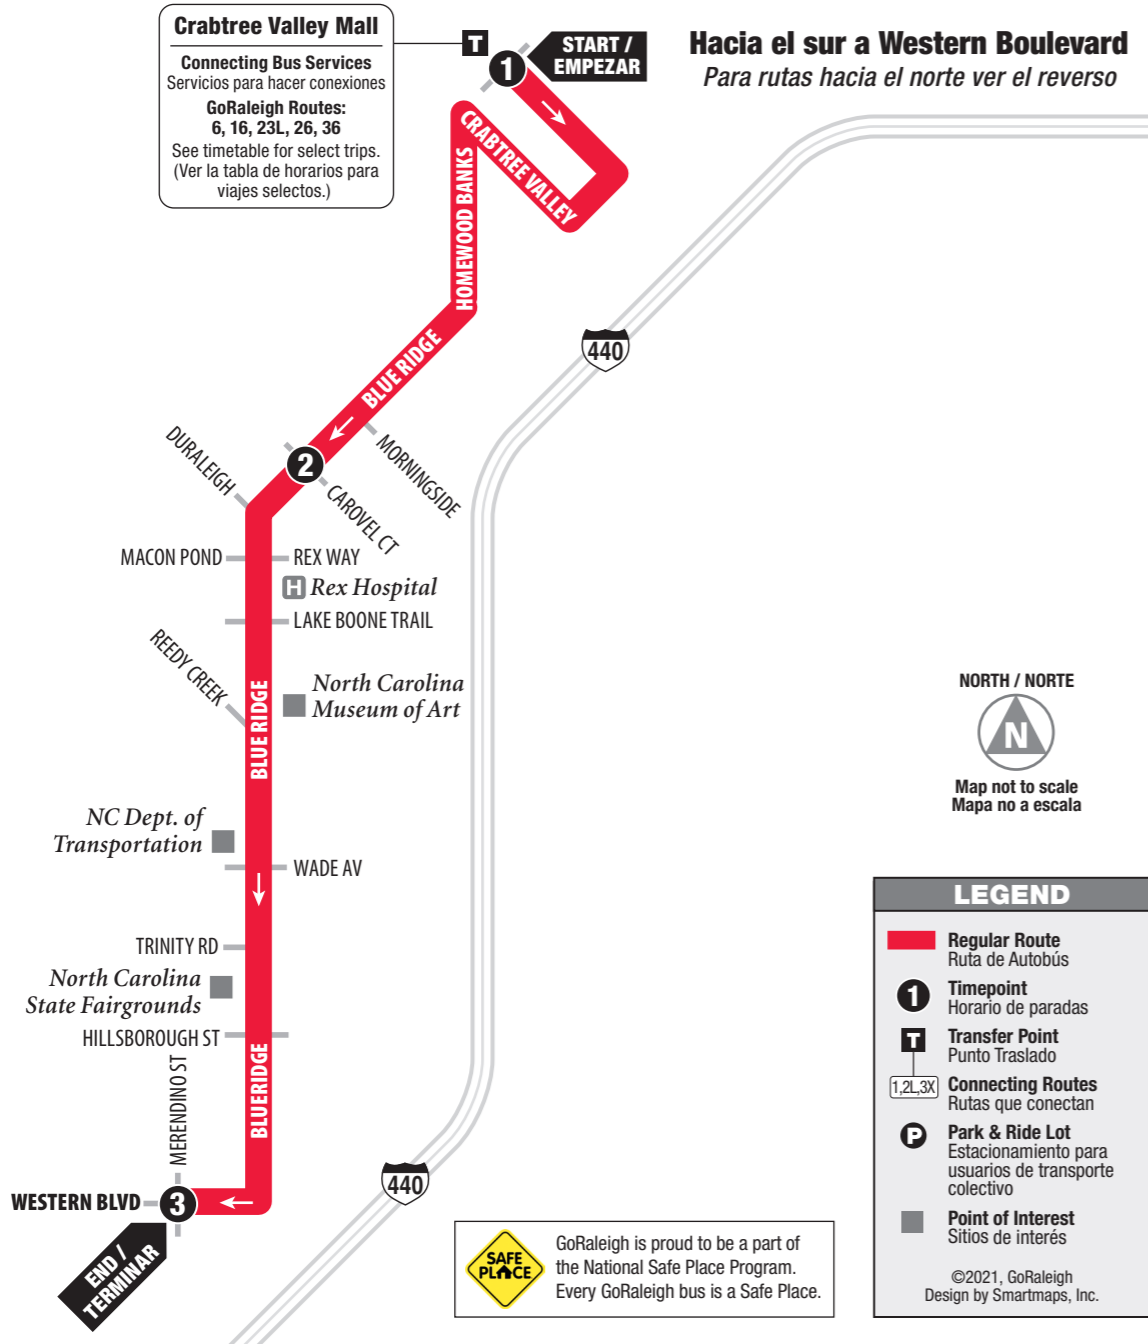 Crabtree Valley Mall
Connecting Bus Services
Servicios para hacer conexiones
GoRaleigh Routes:
6, 16, 23L, 26, 36
See timetable for select trips.
(Ver la tabla de horarios para
viajes selectos.)
T
1
START /
EMPEZAR
Hacia el sur a Western Boulevard
Para rutas hacia el norte ver el reverso
CRABTREE VALLEY
HOMEWOOD BANKS
440
BLUE RIDGE
MORNINGSIDE
2
CAROVEL CT
DURALEIGH
MACON POND
REX WAY
H Rex Hospital
LAKE BOONE TRAIL
REEDY CREEK
North Carolina
Museum of Art
BLUE RIDGE
NORTH / NORTE
N
Map not to scale
Mapa no a escala
NC Dept. of
Transportation
WADE AV
TRINITY RD
North Carolina
State Fairgrounds
HILLSBOROUGH ST
MERENDINO ST
BLUERIDGE
WESTERN BLVD
3
END /
TERMINAR
440
SAFE
PLACE
GoRaleigh is proud to be a part of
the National Safe Place Program.
Every GoRaleigh bus is a Safe Place.
LEGEND
Regular Route
Ruta de Autobús
1
Timepoint
Horario de paradas
T
Transfer Point
Punto Traslado
1,2L,3X
Connecting Routes
Rutas que conectan
P
Park & Ride Lot
Estacionamiento para
usuarios de transporte
colectivo
Point of Interest
Sitios de interés
©2021, GoRaleigh
Design by Smartmaps, Inc.